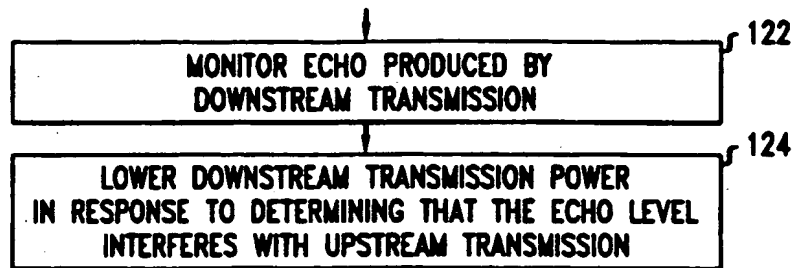 122
MONITOR ECHO PRODUCED BY
DOWNSTREAM TRANSMISSION
124
LOWER DOWNSTREAM TRANSMISSION POWER
IN RESPONSE TO DETERMINING THAT THE ECHO LEVEL
INTERFERES WITH UPSTREAM TRANSMISSION